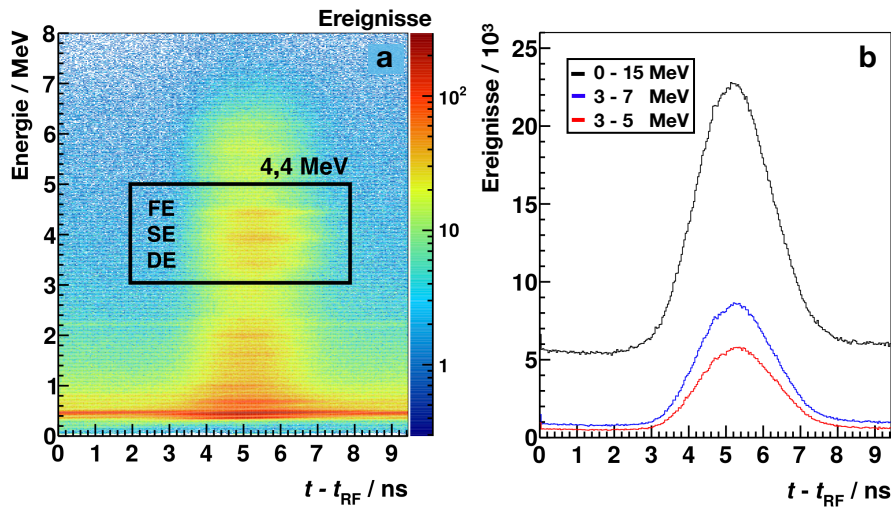 Ereignisse
a
Energie / MeV
8
7
6
5
4
3
2
1
0
4,4 MeV
FE
SE
DE
10²
10
1
0 1 2 3 4 5 6 7 8 9
t - tRF / ns
b
Ereignisse / 10³
25
20
15
10
5
0
0 - 15 MeV
3 - 7 MeV
3 - 5 MeV
0 1 2 3 4 5 6 7 8 9
t - tRF / ns